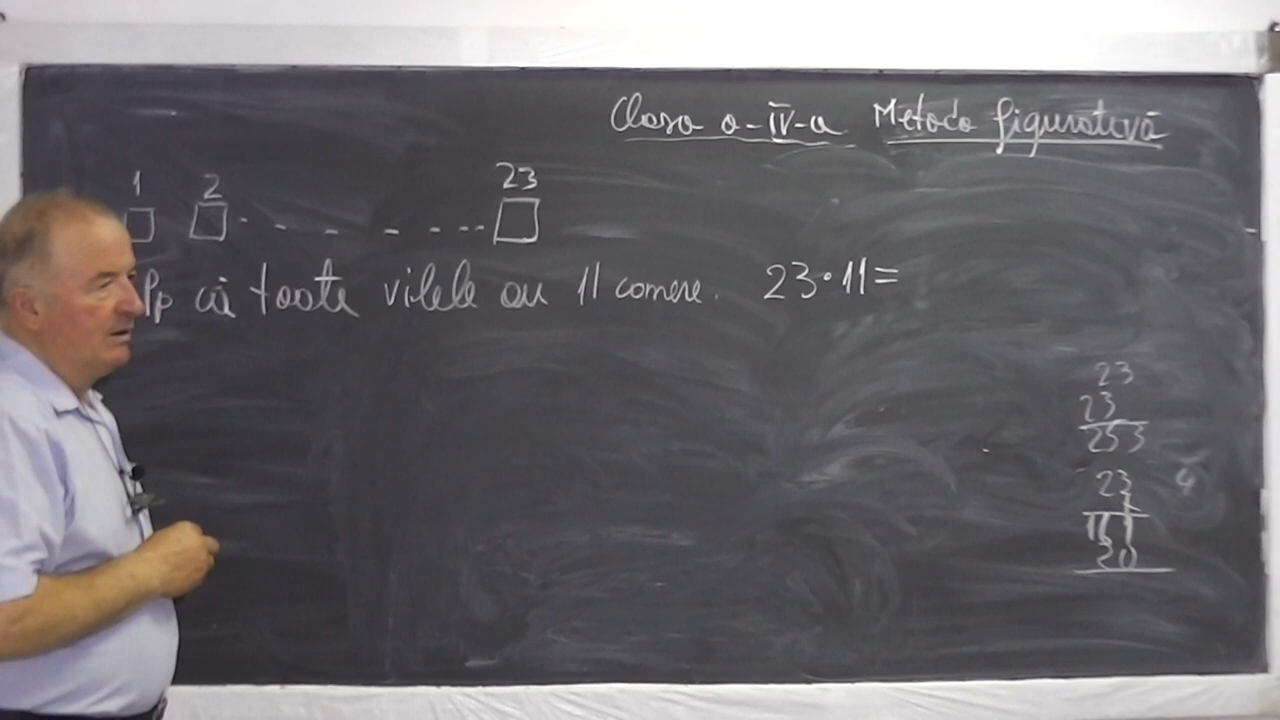 Clasa a-IV-a Metoda figurativă
1 2 23
Pp că toate vilele au 11 camere. 23·11=
23
23
253
23
20